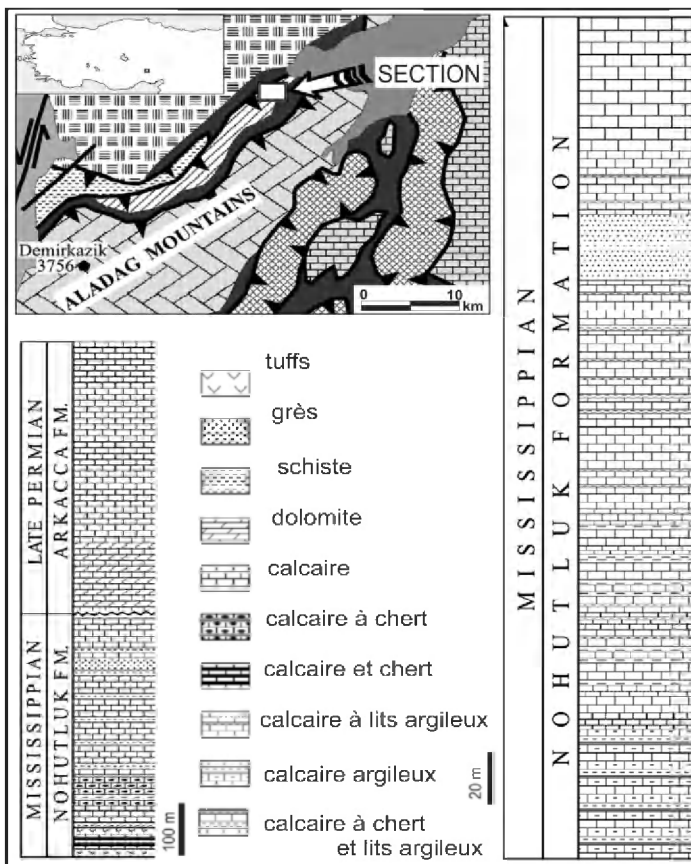 SECTION
ALADAG MOUNTAINS
Demirkazik
3756
0 10
km
LATE PERMIAN
ARKACCA FM.
MISSISSIPPIAN
NOHUTLUK FM.
100 m
tuffs
grès
schiste
dolomite
calcaire
calcaire à chert
calcaire et chert
calcaire à lits argileux
calcaire argileux
calcaire à chert
et lits argileux
20 m
MISSISSIPPIAN
NOHUTLUK FORMATION